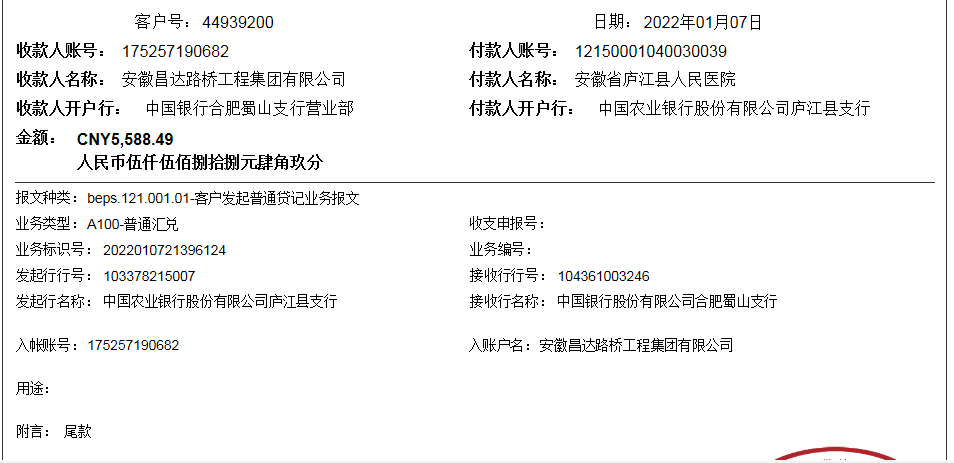 客户号： 44939200 日期： 2022年01月07日
收款人账号： 175257190682 付款人账号： 12150001040030039
收款人名称： 安徽昌达路桥工程集团有限公司 付款人名称： 安徽省庐江县人民医院
收款人开户行： 中国银行合肥蜀山支行营业部 付款人开户行： 中国农业银行股份有限公司庐江县支行
金额： CNY5,588.49
人民币伍仟伍佰捌拾捌元肆角玖分
报文种类： beps.121.001.01-客户发起普通贷记业务报文
业务类型： A100-普通汇兑 收支申报号：
业务标识号： 2022010721396124 业务编号：
发起行行号： 103378215007 接收行行号： 104361003246
发起行名称： 中国农业银行股份有限公司庐江县支行 接收行名称： 中国银行股份有限公司合肥蜀山支行
入帐账号： 175257190682 入账户名： 安徽昌达路桥工程集团有限公司
用途：
附言： 尾款